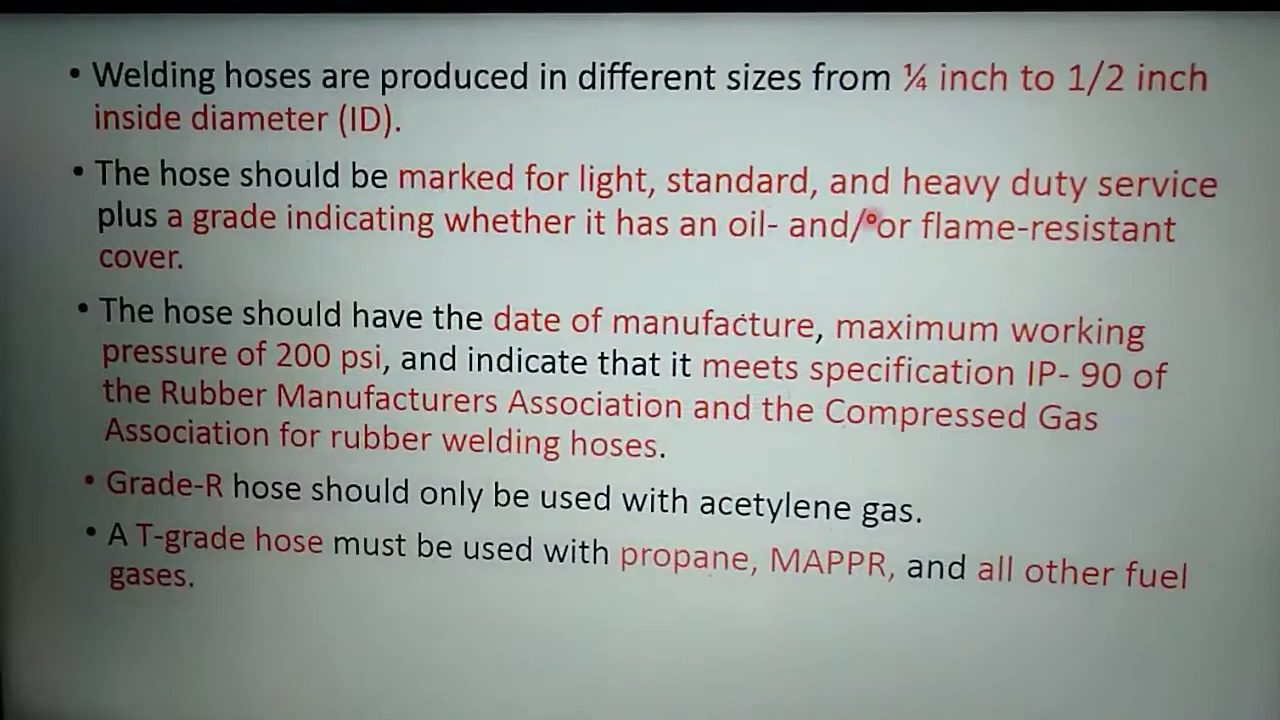 • Welding hoses are produced in different sizes from ¼ inch to 1/2 inch
inside diameter (ID).
• The hose should be marked for light, standard, and heavy duty service
plus a grade indicating whether it has an oil- and/or flame-resistant
cover.
• The hose should have the date of manufacture, maximum working
pressure of 200 psi, and indicate that it meets specification IP- 90 of
the Rubber Manufacturers Association and the Compressed Gas
Association for rubber welding hoses.
• Grade-R hose should only be used with acetylene gas.
• A T-grade hose must be used with propane, MAPPR, and all other fuel
gases.